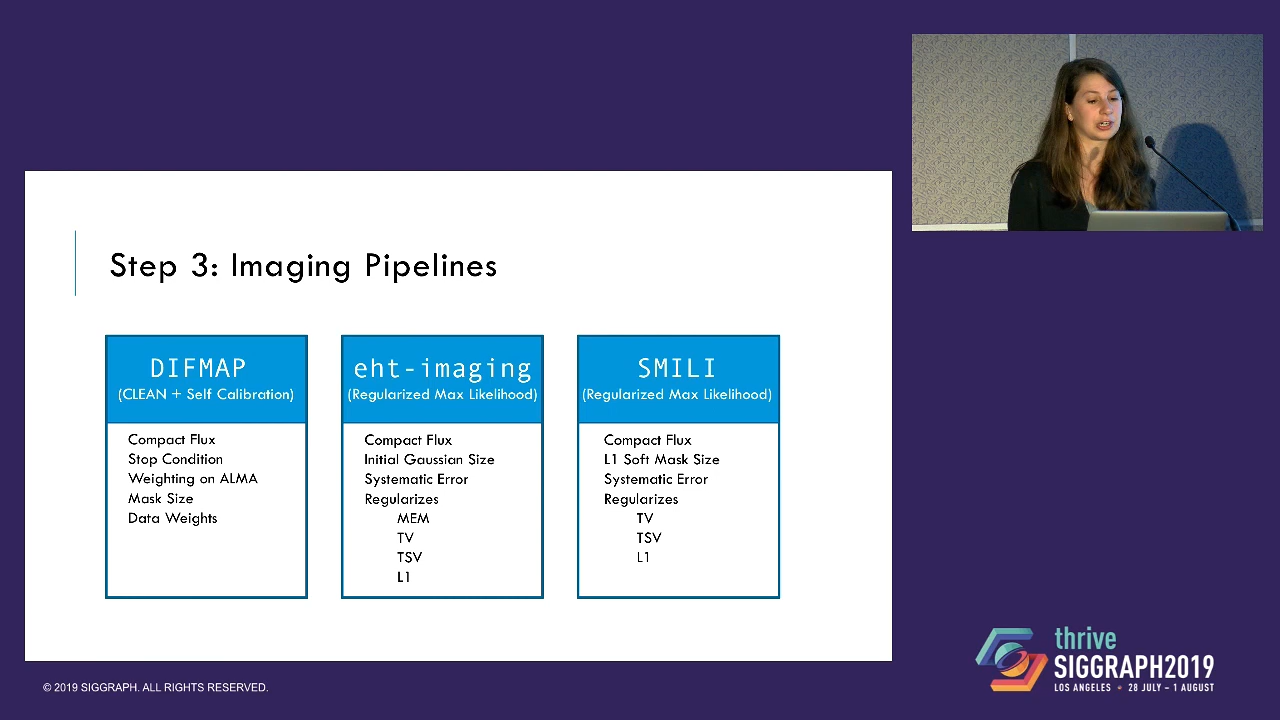 Step 3: Imaging Pipelines
DIFMAP
(CLEAN + Self Calibration)
Compact Flux
Stop Condition
Weighting on ALMA
Mask Size
Data Weights
eht-imaging
(Regularized Max Likelihood)
Compact Flux
Initial Gaussian Size
Systematic Error
Regularizes
MEM
TV
TSV
L1
SMILI
(Regularized Max Likelihood)
Compact Flux
L1 Soft Mask Size
Systematic Error
Regularizes
TV
TSV
L1
© 2019 SIGGRAPH. ALL RIGHTS RESERVED.
thrive
SIGGRAPH2019
LOS ANGELES • 28 JULY – 1 AUGUST